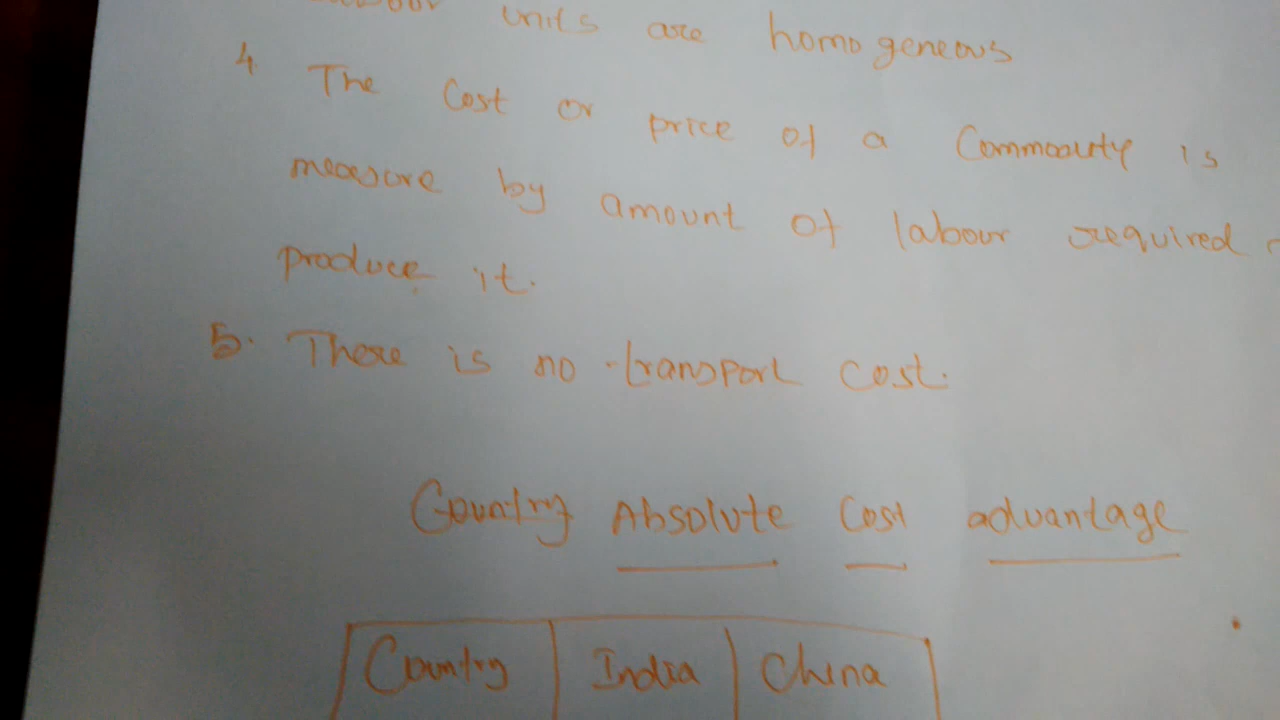 units are homogeneous
4 The Cost or price of a Commodity is
measure by amount of labour required
produce it.
5. There is no transport cost.
Country Absolute Cost advantage
Country India China